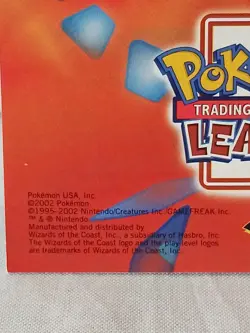 POK
TRADING
LEA
Pokémon USA, Inc.
©2002 Pokémon
©1995-2002 Nintendo/Creatures Inc./GAME FREAK Inc.
™ & ® Nintendo
Manufactured and distributed by
Wizards of the Coast, Inc., a subsidiary of Hasbro, Inc.
The Wizards of the Coast logo and the play-level logos
are trademarks of Wizards of the Coast, Inc.